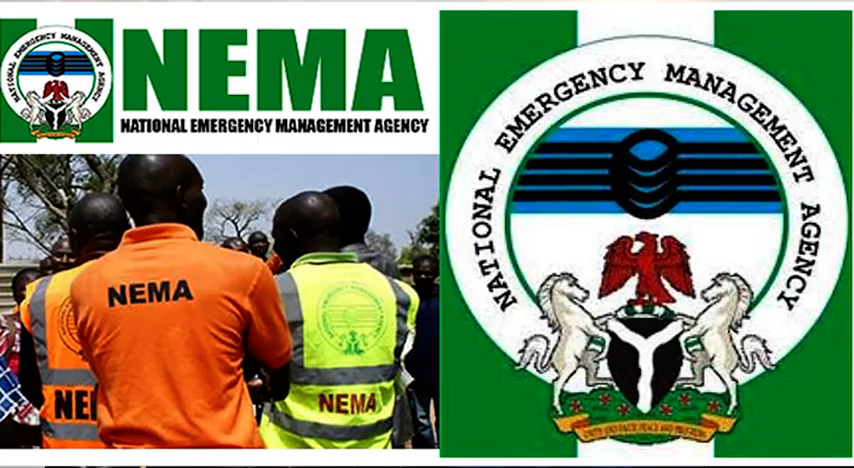 NATIONAL EMERGENCY MANAGEMENT AGENCY
NEMA
NATIONAL EMERGENCY MANAGEMENT AGENCY
NEMA
NEMA
NATIONAL EMERGENCY MANAGEMENT AGENCY
UNITY AND FAITH PEACE AND PROGRESS